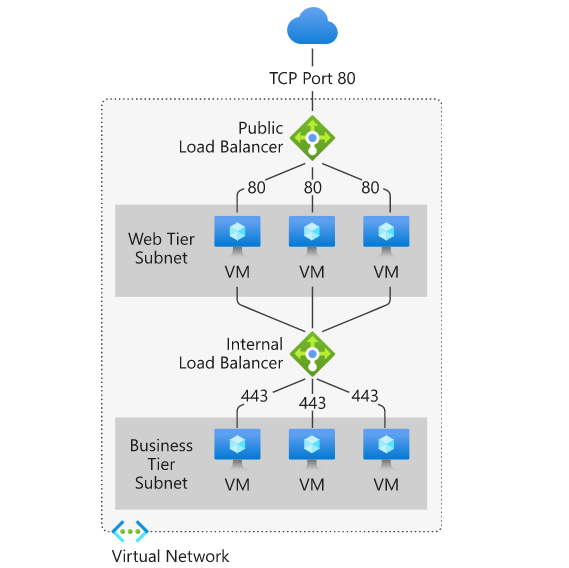 TCP Port 80
Public
Load Balancer
80
80
80
Web Tier
Subnet
VM
VM
VM
Internal
Load Balancer
443
443
443
Business
Tier
Subnet
VM
VM
VM
Virtual Network